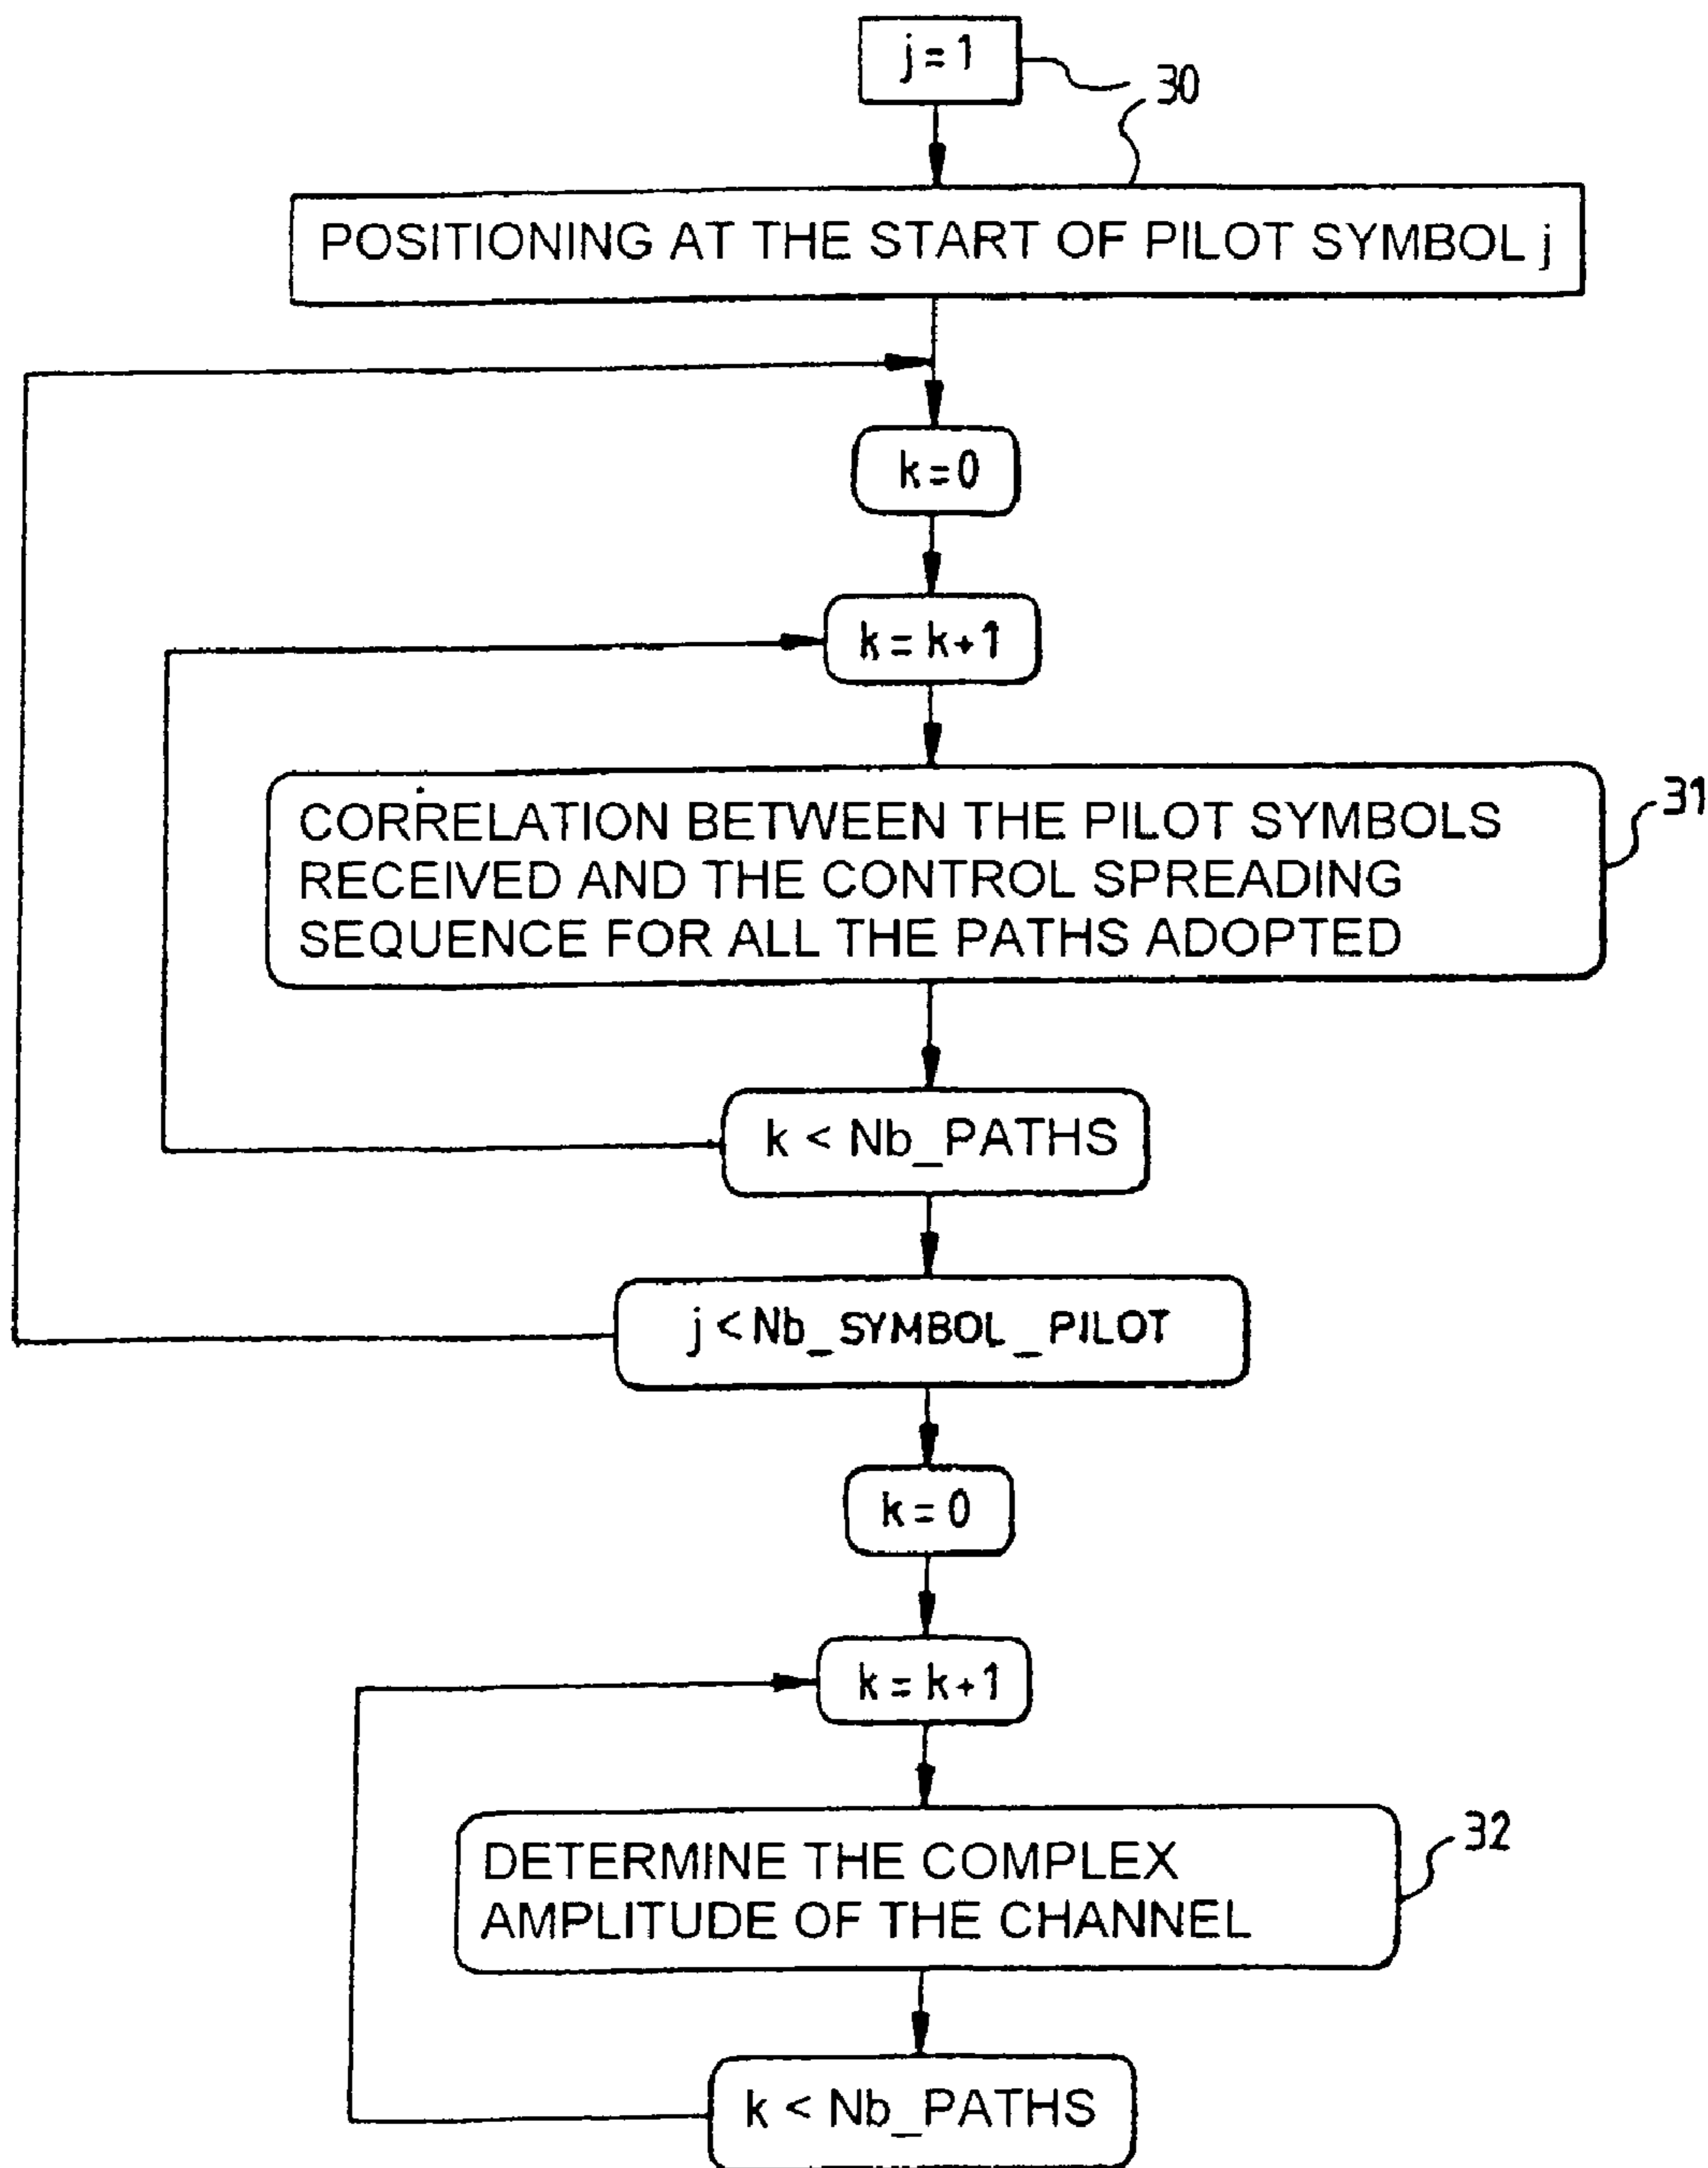 j = 1
30
POSITIONING AT THE START OF PILOT SYMBOL j
k = 0
k = k+1
31
CORRELATION BETWEEN THE PILOT SYMBOLS
RECEIVED AND THE CONTROL SPREADING
SEQUENCE FOR ALL THE PATHS ADOPTED
k < Nb_PATHS
j < Nb_SYMBOL_PILOT
k = 0
k = k+1
32
DETERMINE THE COMPLEX
AMPLITUDE OF THE CHANNEL
k < Nb_PATHS